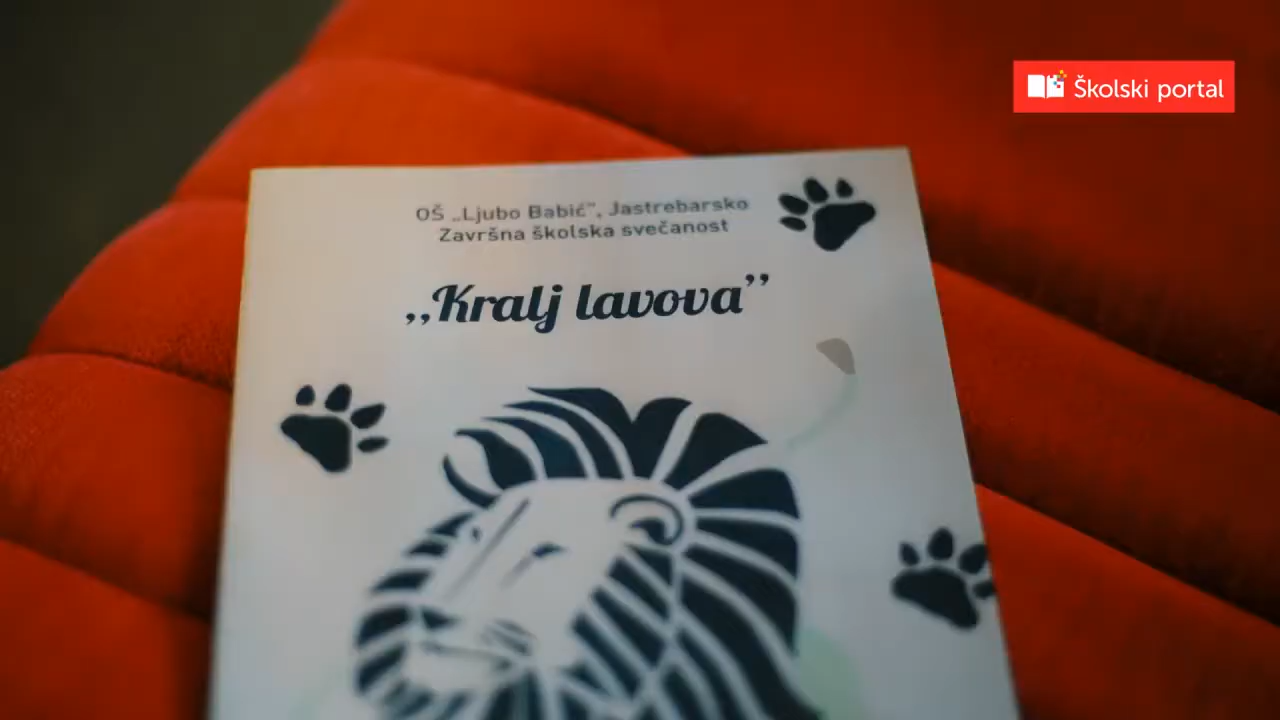 Školski portal
OŠ „Ljubo Babić”, Jastrebarsko
Završna školska svečanost
„Kralj lavova”